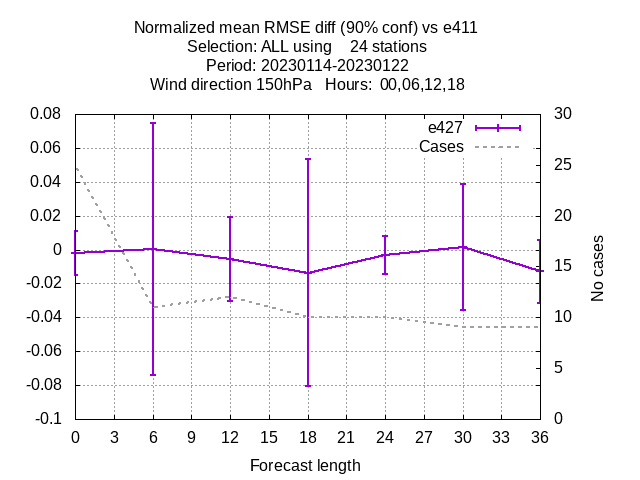 Normalized mean RMSE diff (90% conf) vs e411
Selection: ALL using    24 stations
Period: 20230114-20230122
Wind direction 150hPa   Hours:  00,06,12,18
0.08
0.06
0.04
0.02
0
-0.02
-0.04
-0.06
-0.08
-0.1
e427
Cases
30
25
20
15
10
5
0
No cases
0 3 6 9 12 15 18 21 24 27 30 33 36
Forecast length